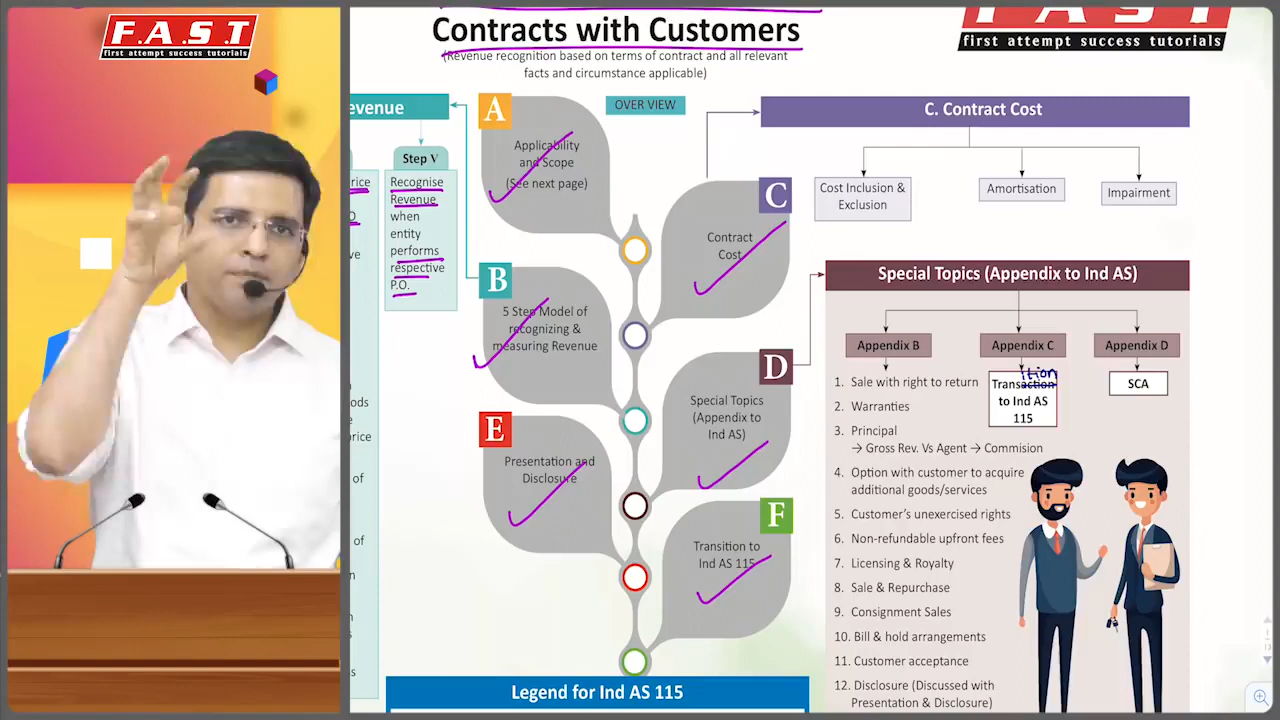 F.A.S.T
first attempt success tutorials
first attempt success tutorials
Contracts with Customers
(Revenue recognition based on terms of contract and all relevant
facts and circumstance applicable)
evenue
Step V
Recognise
Revenue
when
entity
performs
respective
P.O.
rice
O
ve
ods
e
price
of
of
s
OVER VIEW
A
Applicability
and Scope
(See next page)
B
5 Step Model of
recognizing &
measuring Revenue
E
Presentation and
Disclosure
C
Contract
Cost
D
Special Topics
(Appendix to
Ind AS)
F
Transition to
Ind AS 115
C. Contract Cost
Cost Inclusion &
Exclusion
Amortisation
Impairment
Special Topics (Appendix to Ind AS)
Appendix B
Appendix C
Appendix D
1. Sale with right to return
2. Warranties
3. Principal
→ Gross Rev. Vs Agent → Commision
4. Option with customer to acquire
additional goods/services
5. Customer's unexercised rights
6. Non-refundable upfront fees
7. Licensing & Royalty
8. Sale & Repurchase
9. Consignment Sales
10. Bill & hold arrangements
11. Customer acceptance
12. Disclosure (Discussed with
Presentation & Disclosure)
ition
Transaction
to Ind AS
115
SCA
Legend for Ind AS 115